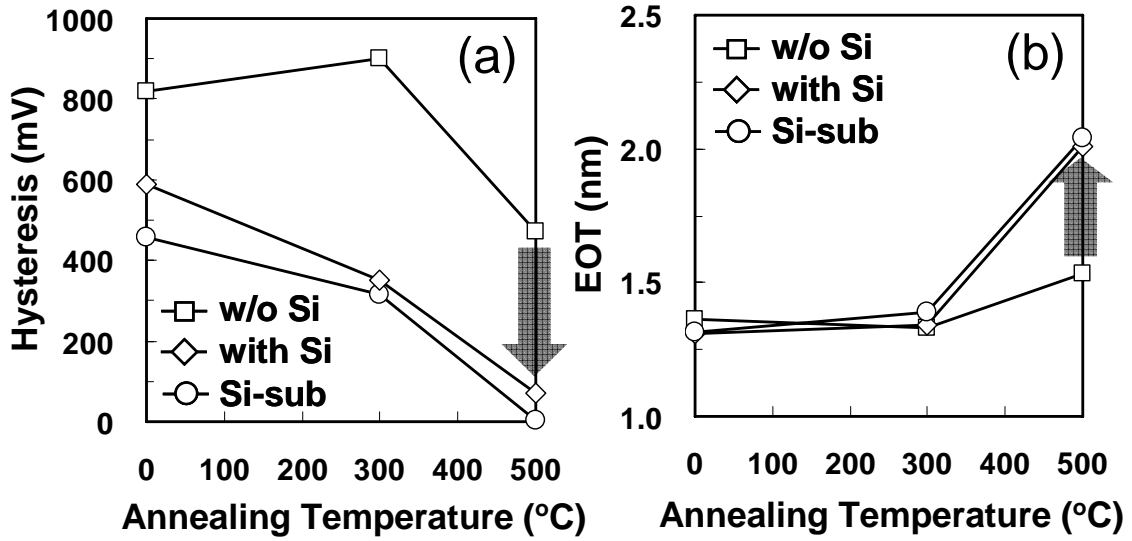 1000
800
600
400
200
0
Hysteresis (mV)
(a)
w/o Si
with Si
Si-sub
0 100 200 300 400 500
Annealing Temperature (ºC)
2.5
2.0
1.5
1.0
EOT (nm)
(b)
w/o Si
with Si
Si-sub
0 100 200 300 400 500
Annealing Temperature (ºC)